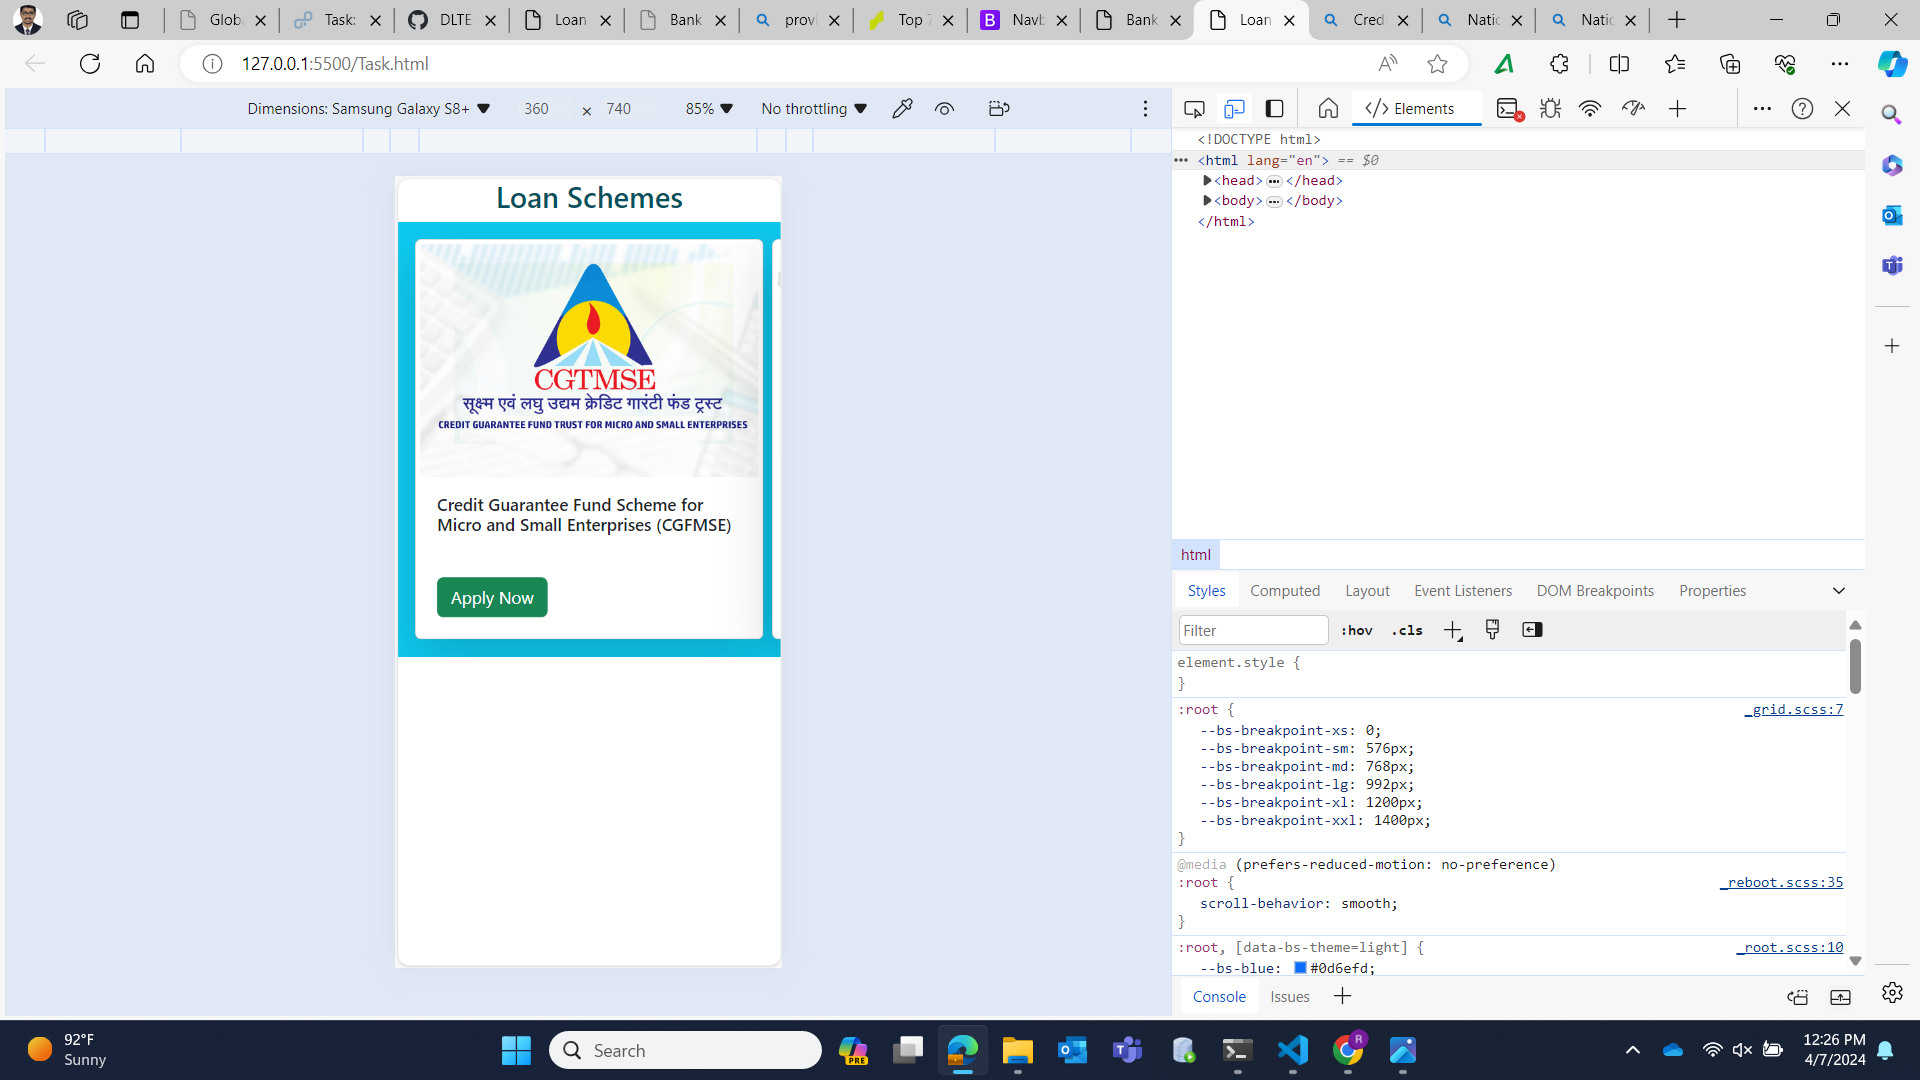 Globa
Task:
DLTE
Loan
Bank
provi
Top 7
Navb
Bank
Loan
Credi
Natio
Natio
127.0.0.1:5500/Task.html
Dimensions: Samsung Galaxy S8+ 360 × 740 85% No throttling
Loan Schemes
CGTMSE
सूक्ष्म एवं लघु उद्यम क्रेडिट गारंटी फंड ट्रस्ट
CREDIT GUARANTEE FUND TRUST FOR MICRO AND SMALL ENTERPRISES
Credit Guarantee Fund Scheme for
Micro and Small Enterprises (CGFMSE)
Apply Now
</> Elements
<!DOCTYPE html>
<html lang="en"> == $0
<head> </head>
<body> </body>
</html>
html
Styles Computed Layout Event Listeners DOM Breakpoints Properties
Filter :hov .cls
element.style {
}
:root { _grid.scss:7
--bs-breakpoint-xs: 0;
--bs-breakpoint-sm: 576px;
--bs-breakpoint-md: 768px;
--bs-breakpoint-lg: 992px;
--bs-breakpoint-xl: 1200px;
--bs-breakpoint-xxl: 1400px;
}
@media (prefers-reduced-motion: no-preference)
:root { _reboot.scss:35
scroll-behavior: smooth;
}
:root, [data-bs-theme=light] { _root.scss:10
--bs-blue: #0d6efd;
Console Issues
92°F
Sunny
Search
PRE
R
12:26 PM
4/7/2024